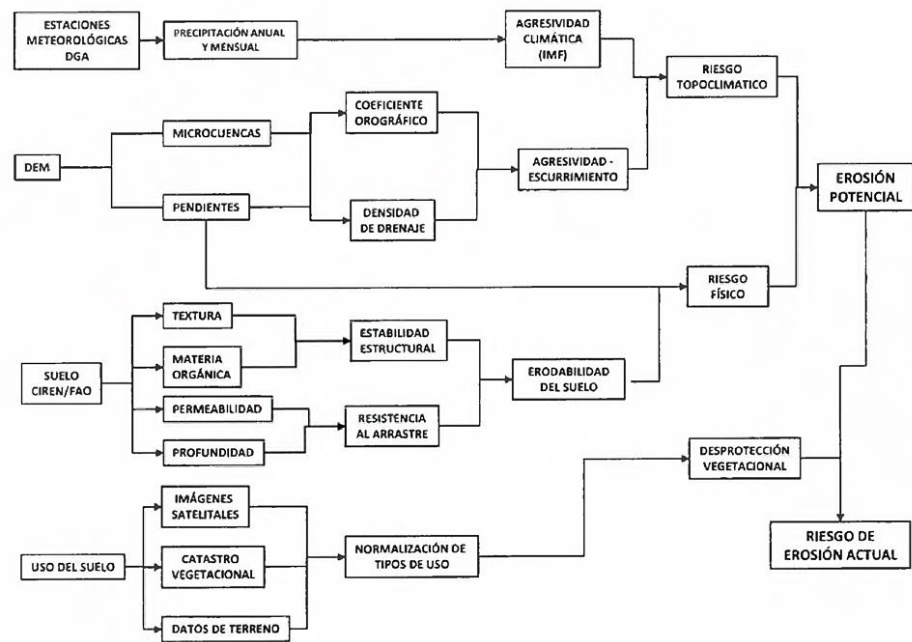 ESTACIONES
METEOROLÓGICAS
DGA
PRECIPITACIÓN ANUAL
Y MENSUAL
AGRESIVIDAD
CLIMÁTICA
(IMF)
RIESGO
TOPOCLIMATICO
DEM
MICROCUENCAS
PENDIENTES
COEFICIENTE
OROGRÁFICO
DENSIDAD
DE DRENAJE
AGRESIVIDAD -
ESCURRIMIENTO
EROSIÓN
POTENCIAL
RIESGO
FÍSICO
SUELO
CIREN/FAO
TEXTURA
MATERIA
ORGÁNICA
PERMEABILIDAD
PROFUNDIDAD
ESTABILIDAD
ESTRUCTURAL
RESISTENCIA
AL ARRASTRE
ERODABILIDAD
DEL SUELO
DESPROTECCIÓN
VEGETACIONAL
USO DEL SUELO
IMÁGENES
SATELITALES
CATASTRO
VEGETACIONAL
DATOS DE TERRENO
NORMALIZACIÓN DE
TIPOS DE USO
RIESGO DE
EROSIÓN ACTUAL